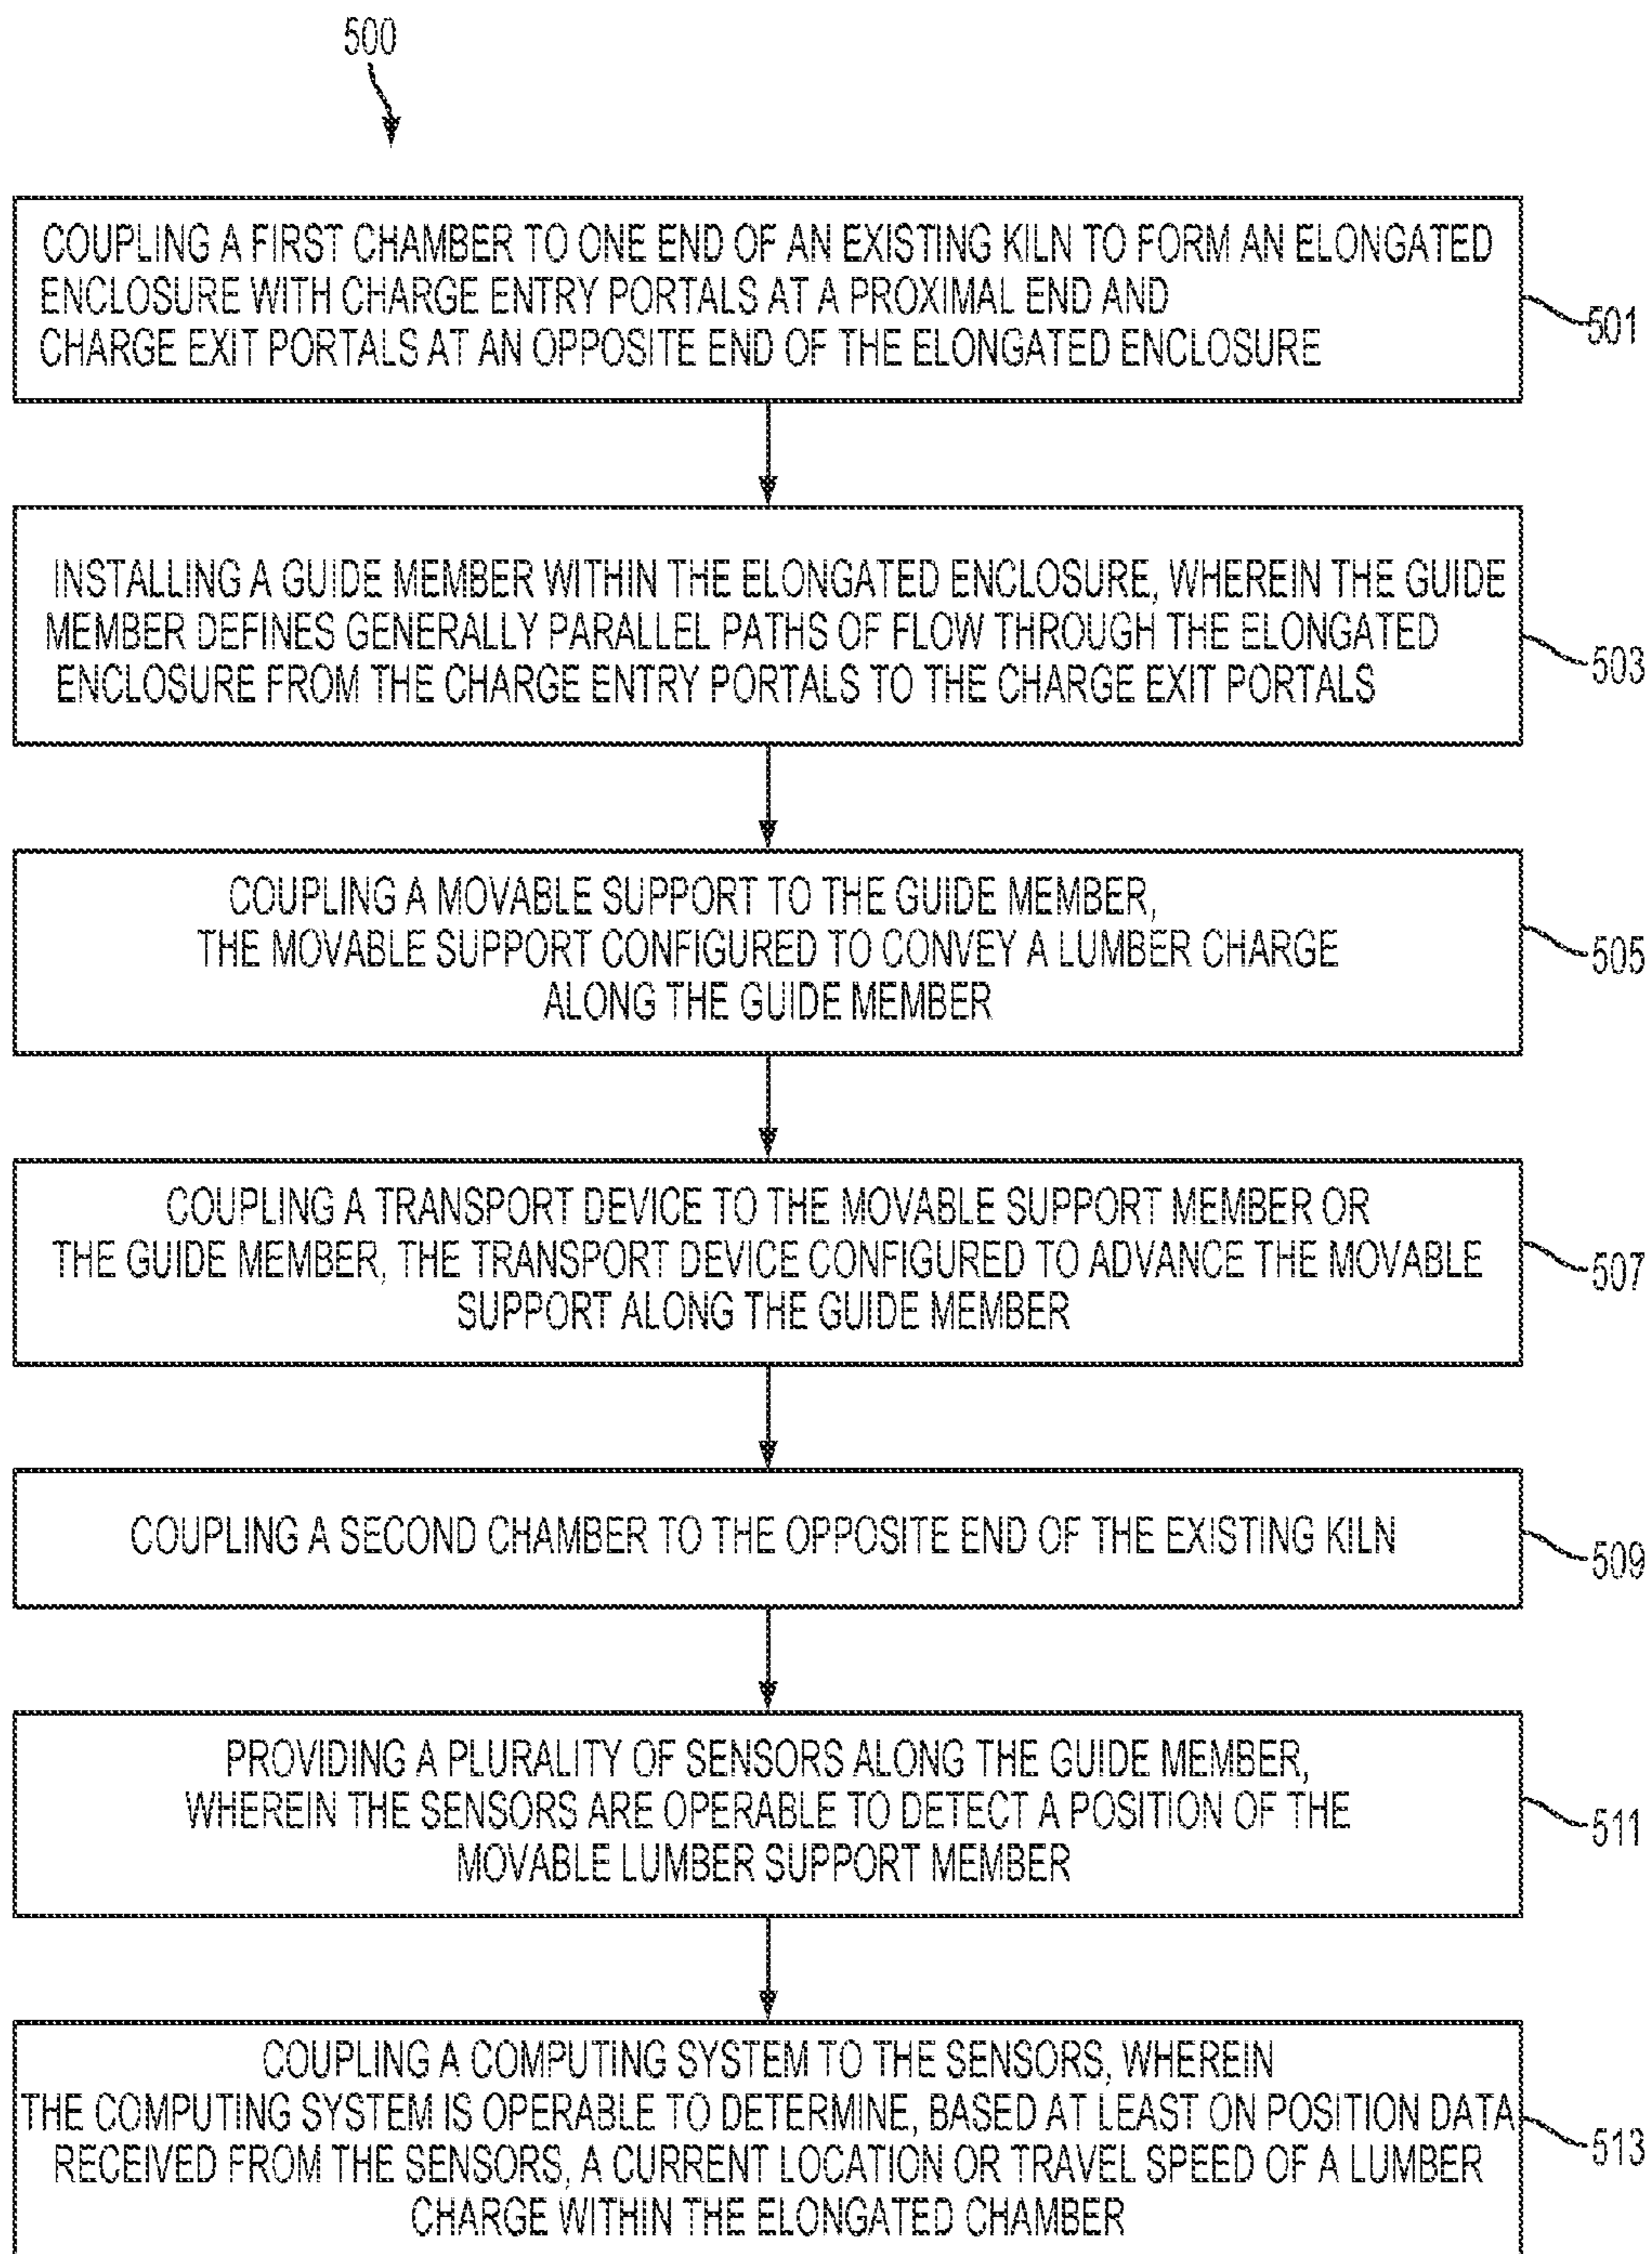 500
COUPLING A FIRST CHAMBER TO ONE END OF AN EXISTING KILN TO FORM AN ELONGATED
ENCLOSURE WITH CHARGE ENTRY PORTALS AT A PROXIMAL END AND
CHARGE EXIT PORTALS AT AN OPPOSITE END OF THE ELONGATED ENCLOSURE
501
INSTALLING A GUIDE MEMBER WITHIN THE ELONGATED ENCLOSURE, WHEREIN THE GUIDE
MEMBER DEFINES GENERALLY PARALLEL PATHS OF FLOW THROUGH THE ELONGATED
ENCLOSURE FROM THE CHARGE ENTRY PORTALS TO THE CHARGE EXIT PORTALS
503
COUPLING A MOVABLE SUPPORT TO THE GUIDE MEMBER,
THE MOVABLE SUPPORT CONFIGURED TO CONVEY A LUMBER CHARGE
ALONG THE GUIDE MEMBER
505
COUPLING A TRANSPORT DEVICE TO THE MOVABLE SUPPORT MEMBER OR
THE GUIDE MEMBER, THE TRANSPORT DEVICE CONFIGURED TO ADVANCE THE MOVABLE
SUPPORT ALONG THE GUIDE MEMBER
507
COUPLING A SECOND CHAMBER TO THE OPPOSITE END OF THE EXISTING KILN
509
PROVIDING A PLURALITY OF SENSORS ALONG THE GUIDE MEMBER,
WHEREIN THE SENSORS ARE OPERABLE TO DETECT A POSITION OF THE
MOVABLE LUMBER SUPPORT MEMBER
511
COUPLING A COMPUTING SYSTEM TO THE SENSORS, WHEREIN
THE COMPUTING SYSTEM IS OPERABLE TO DETERMINE, BASED AT LEAST ON POSITION DATA
RECEIVED FROM THE SENSORS, A CURRENT LOCATION OR TRAVEL SPEED OF A LUMBER
CHARGE WITHIN THE ELONGATED CHAMBER
513